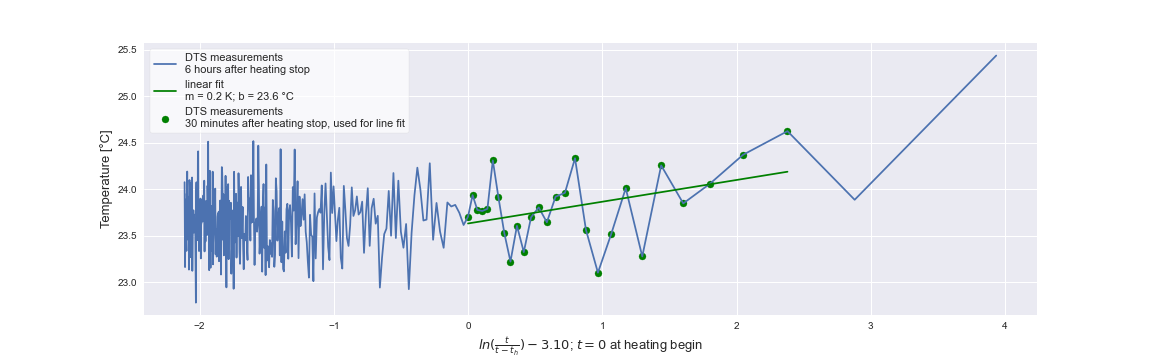 25.5
25.0
24.5
24.0
23.5
23.0
Temperature [°C]
DTS measurements
6 hours after heating stop
linear fit
m = 0.2 K; b = 23.6 °C
DTS measurements
30 minutes after heating stop, used for line fit
−2 −1 0 1 2 3 4
ln(t/(t−t_h)) − 3.10; t = 0 at heating begin